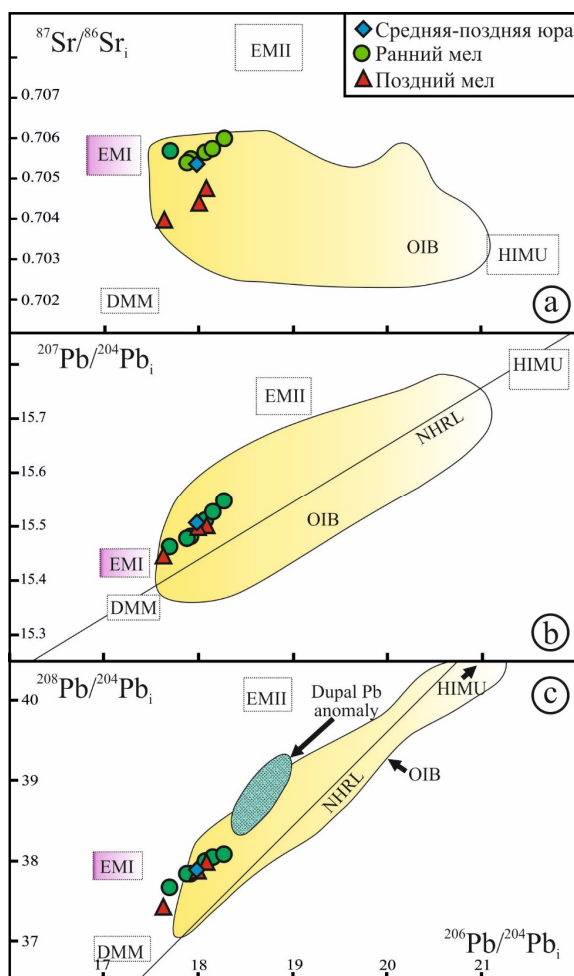 ⁸⁷Sr/⁸⁶Srᵢ
EMII
Средняя-поздняя юра
Ранний мел
Поздний мел
0.707
0.706
0.705
0.704
0.703
0.702
EMI
OIB
HIMU
DMM
a
²⁰⁷Pb/²⁰⁴Pbᵢ
HIMU
EMII
NHRL
15.7
15.6
15.5
15.4
15.3
OIB
EMI
DMM
b
²⁰⁸Pb/²⁰⁴Pbᵢ
EMII
Dupal Pb
anomaly
HIMU
c
OIB
NHRL
40
39
38
37
EMI
DMM
²⁰⁶Pb/²⁰⁴Pbᵢ
17 18 19 20 21